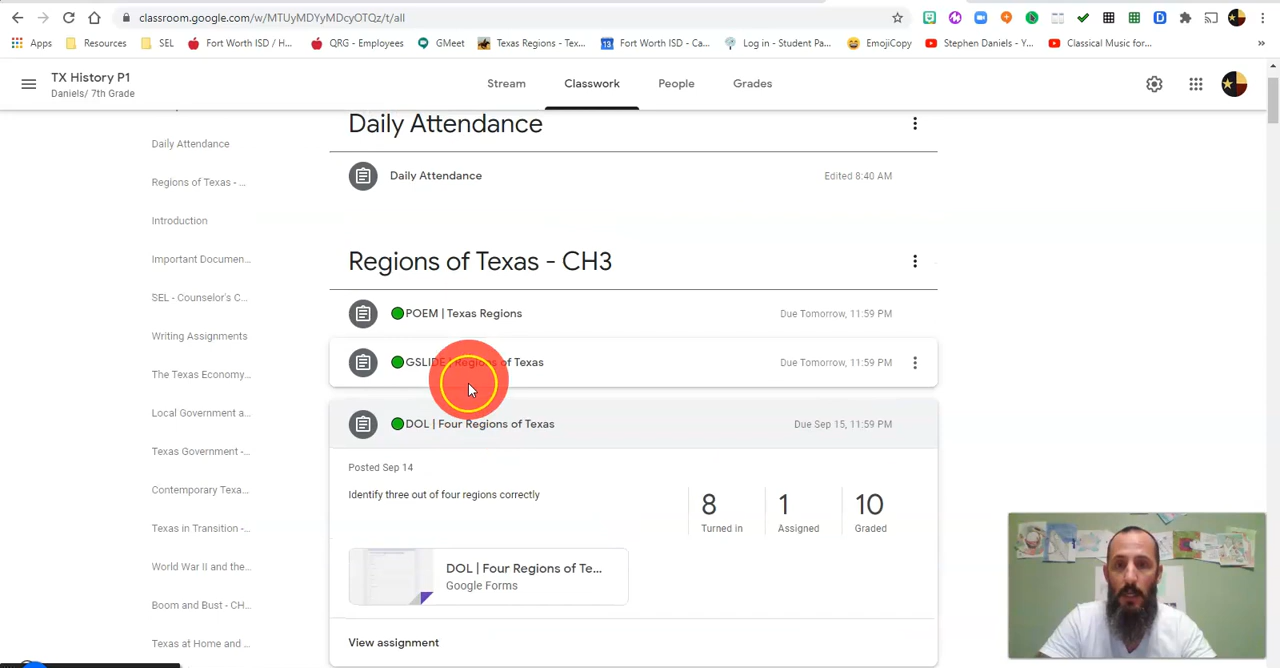 classroom.google.com/w/MTUyMDYyMDcyOTQz/t/all
Apps
Resources
SEL
Fort Worth ISD / H...
QRG - Employees
GMeet
Texas Regions - Tex...
Fort Worth ISD - Ca...
Log in - Student Pa...
EmojiCopy
Stephen Daniels - Y...
Classical Music for...
TX History P1
Daniels/ 7th Grade
Stream
Classwork
People
Grades
Daily Attendance
Regions of Texas - ...
Introduction
Important Documen...
SEL - Counselor's C...
Writing Assignments
The Texas Economy...
Local Government a...
Texas Government -...
Contemporary Texa...
Texas in Transition -...
World War II and the...
Boom and Bust - CH...
Texas at Home and ...
Daily Attendance
Daily Attendance
Edited 8:40 AM
Regions of Texas - CH3
POEM | Texas Regions
Due Tomorrow, 11:59 PM
GSLIDE | Regions of Texas
Due Tomorrow, 11:59 PM
DOL | Four Regions of Texas
Due Sep 15, 11:59 PM
Posted Sep 14
Identify three out of four regions correctly
8
Turned in
1
Assigned
10
Graded
DOL | Four Regions of Te...
Google Forms
View assignment